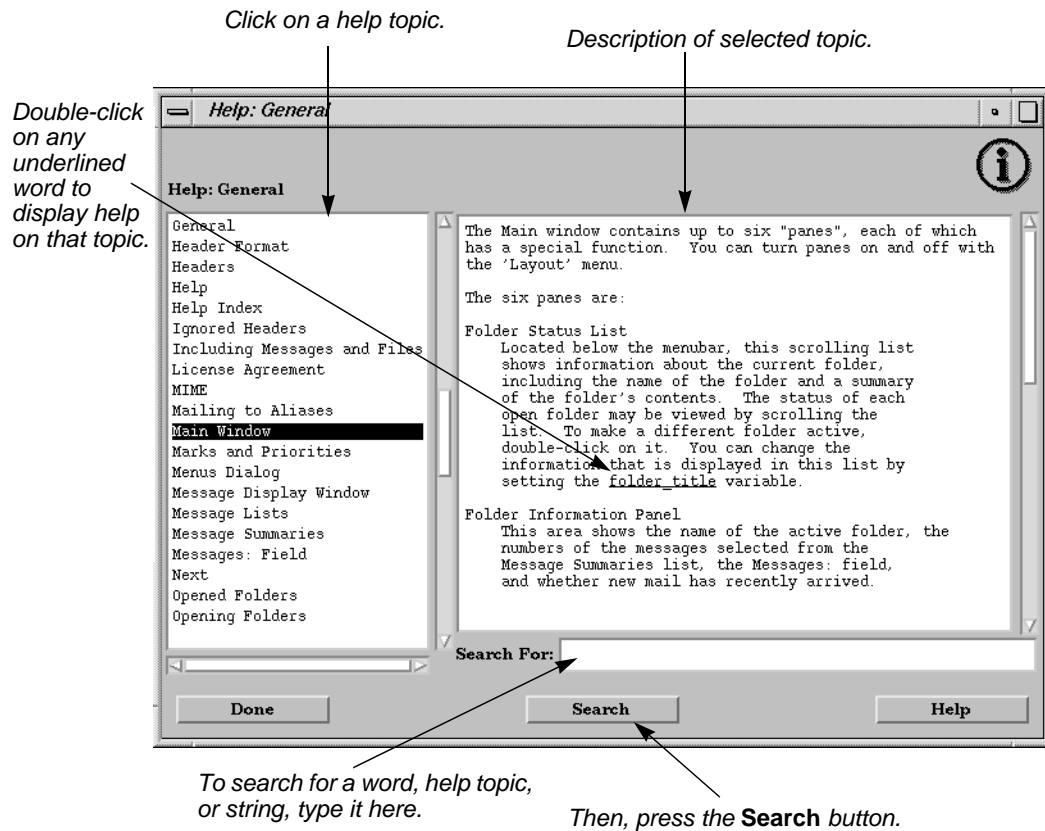 Click on a help topic.
Description of selected topic.
Double-click
on any
underlined
word to
display help
on that topic.
Help: General
Help: General
General
Header Format
Headers
Help
Help Index
Ignored Headers
Including Messages and Files
License Agreement
MIME
Mailing to Aliases
Main Window
Marks and Priorities
Menus Dialog
Message Display Window
Message Lists
Message Summaries
Messages: Field
Next
Opened Folders
Opening Folders
The Main window contains up to six "panes", each of which
has a special function. You can turn panes on and off with
the 'Layout' menu.
The six panes are:
Folder Status List
Located below the menubar, this scrolling list
shows information about the current folder,
including the name of the folder and a summary
of the folder's contents. The status of each
open folder may be viewed by scrolling the
list. To make a different folder active,
double-click on it. You can change the
information that is displayed in this list by
setting the folder_title variable.
Folder Information Panel
This area shows the name of the active folder, the
numbers of the messages selected from the
Message Summaries list, the Messages: field,
and whether new mail has recently arrived.
Search For:
Done
Search
Help
To search for a word, help topic,
or string, type it here.
Then, press the Search button.